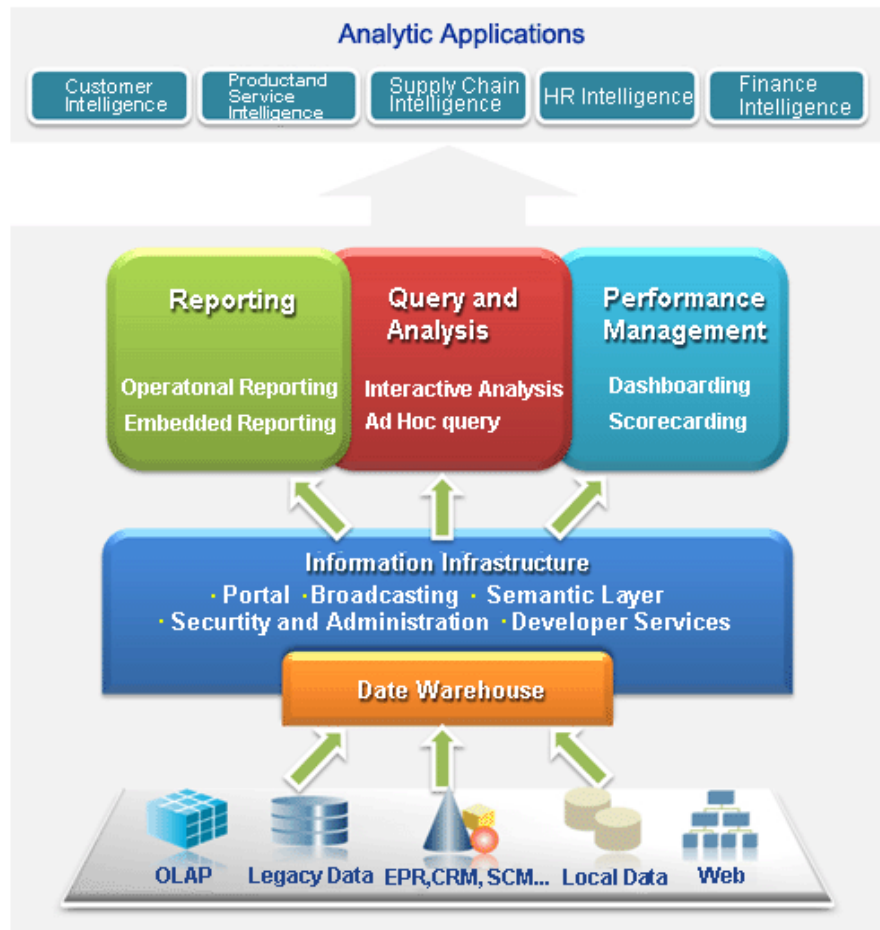 Analytic Applications
Customer
Intelligence
Productand
Service
Intelligence
Supply Chain
Intelligence
HR Intelligence
Finance
Intelligence
Reporting
Operatonal Reporting
Embedded Reporting
Query and
Analysis
Interactive Analysis
Ad Hoc query
Performance
Management
Dashboarding
Scorecarding
Information Infrastructure
· Portal · Broadcasting · Semantic Layer
· Securtity and Administration · Developer Services
Date Warehouse
OLAP
Legacy Data
EPR,CRM, SCM...
Local Data
Web